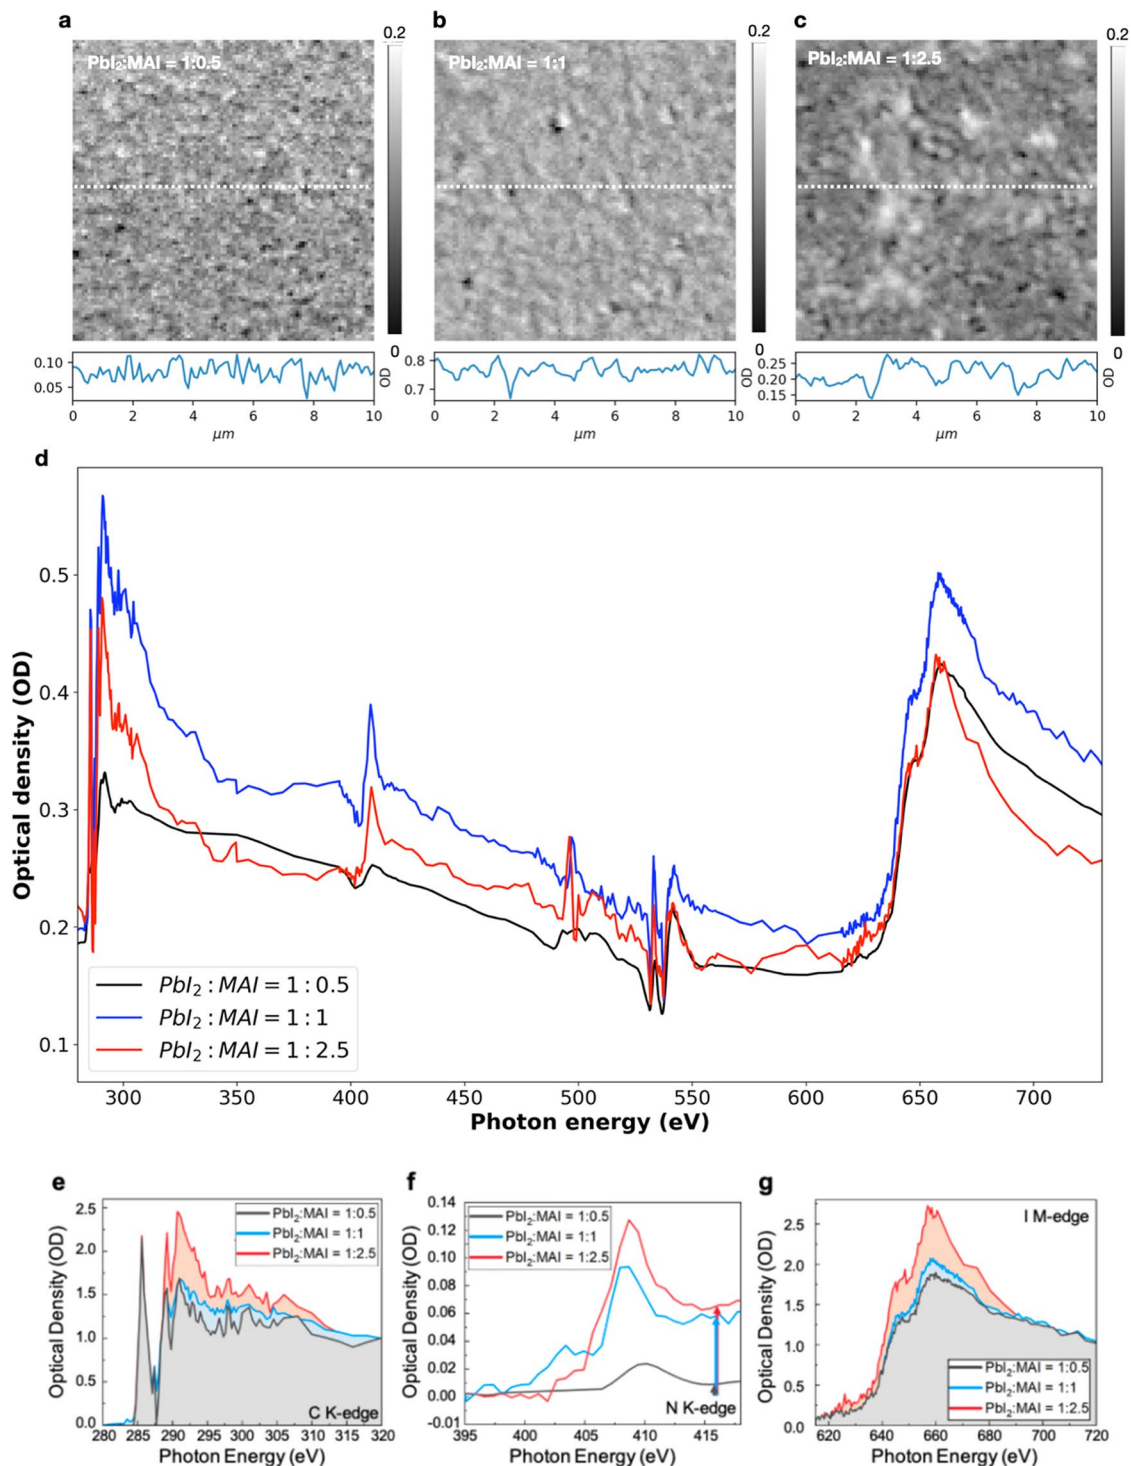 a
b
c
PbI₂:MAI = 1:0.5
0.2
0
PbI₂:MAI = 1:1
0.2
0
PbI₂:MAI = 1:2.5
0.2
0
0.10
0.05
OD
0 2 4 6 8 10
μm
0.8
0.7
OD
0 2 4 6 8 10
μm
0.25
0.20
0.15
OD
0 2 4 6 8 10
μm
d
Optical density (OD)
0.5
0.4
0.3
0.2
0.1
PbI₂ : MAI = 1 : 0.5
PbI₂ : MAI = 1 : 1
PbI₂ : MAI = 1 : 2.5
300 350 400 450 500 550 600 650 700
Photon energy (eV)
e
Optical Density (OD)
2.5
2.0
1.5
1.0
0.5
0.0
PbI₂:MAI = 1:0.5
PbI₂:MAI = 1:1
PbI₂:MAI = 1:2.5
C K-edge
280 285 290 295 300 305 310 315 320
Photon Energy (eV)
f
Optical Density (OD)
0.14
0.12
0.10
0.08
0.06
0.04
0.02
0.00
-0.01
PbI₂:MAI = 1:0.5
PbI₂:MAI = 1:1
PbI₂:MAI = 1:2.5
N K-edge
395 400 405 410 415
Photon Energy (eV)
g
Optical Density (OD)
2.5
2.0
1.5
1.0
0.5
0.0
I M-edge
PbI₂:MAI = 1:0.5
PbI₂:MAI = 1:1
PbI₂:MAI = 1:2.5
620 640 660 680 700 720
Photon Energy (eV)